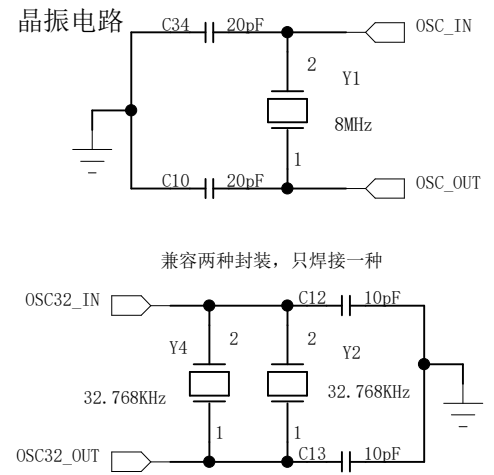 晶振电路
C34 20pF OSC_IN
2
Y1
8MHz
1
C10 20pF OSC_OUT
兼容两种封装，只焊接一种
OSC32_IN C12 10pF
Y4 2 2 Y2
32.768KHz 32.768KHz
1 1
OSC32_OUT C13 10pF